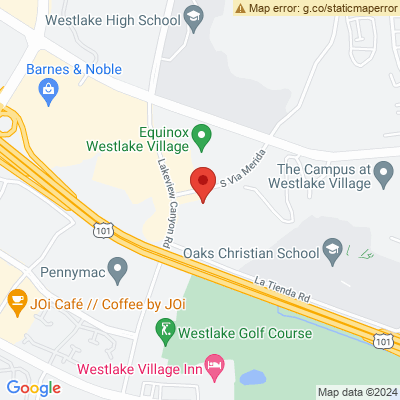 Map error: g.co/staticmaperror
Westlake High School
Barnes & Noble
Equinox
Westlake Village
S Via Merida
The Campus at
Westlake Village
Lakeview Canyon Rd
101
Oaks Christian School
Pennymac
La Tienda Rd
JOi Café // Coffee by JOi
Westlake Golf Course
101
Westlake Village Inn
Google
Map data ©2024